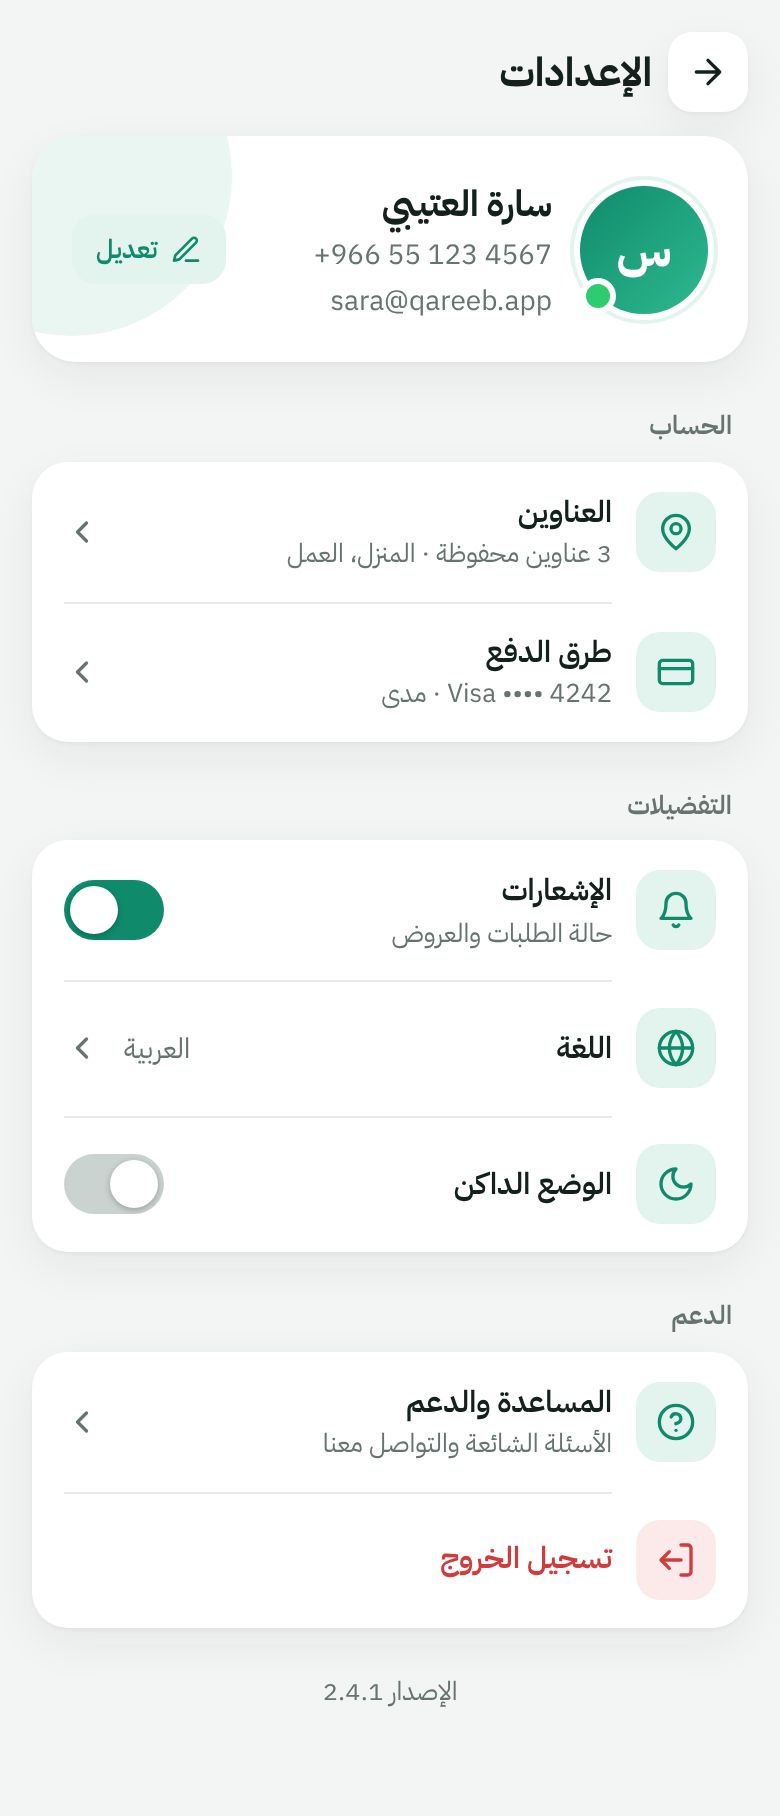 الإعدادات
س
سارة العتيبي
+966 55 123 4567
sara@qareeb.app
تعديل
الحساب
العناوين
3 عناوين محفوظة · المنزل، العمل
طرق الدفع
Visa •••• 4242 · مدى
التفضيلات
الإشعارات
حالة الطلبات والعروض
اللغة
العربية
الوضع الداكن
الدعم
المساعدة والدعم
الأسئلة الشائعة والتواصل معنا
تسجيل الخروج
الإصدار 2.4.1